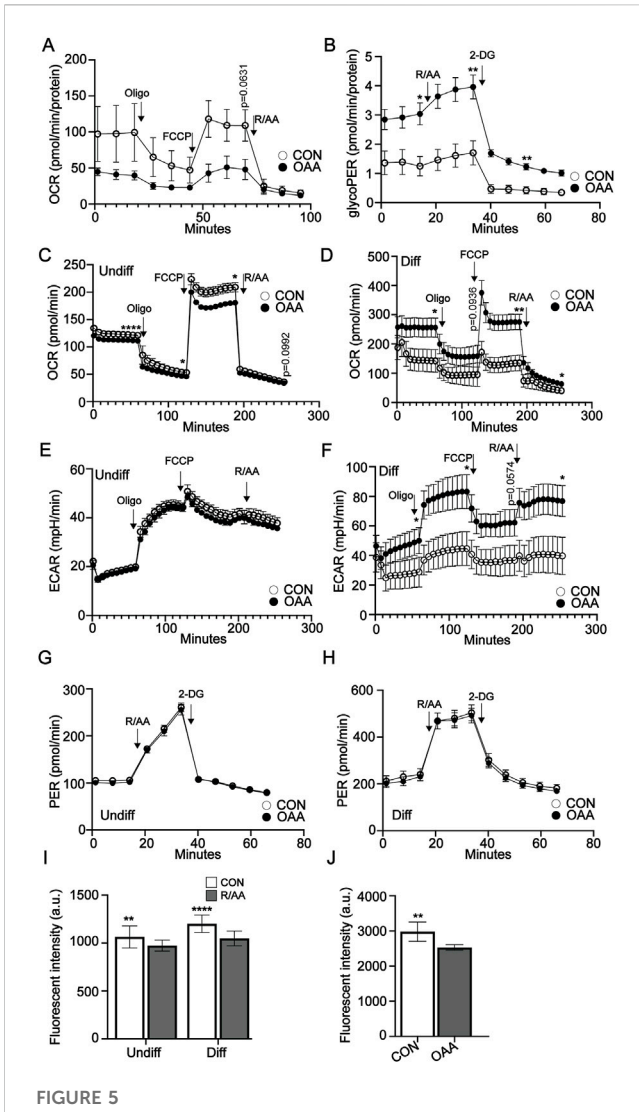 A
OCR (pmol/min/protein)
200
150
100
50
0
0
50
100
Minutes
Oligo
FCCP
p=0.0631
R/AA
CON
OAA
B
glycoPER (pmol/min/protein)
5
4
3
2
1
0
0
20
40
60
80
Minutes
*
R/AA
**
2-DG
**
CON
OAA
C
Undiff
OCR (pmol/min)
250
200
150
100
50
0
0
100
200
300
Minutes
****
Oligo
FCCP
*
*
R/AA
p=0.0992
CON
OAA
D
Diff
OCR (pmol/min)
500
400
300
200
100
0
0
100
200
300
Minutes
*
Oligo
FCCP
p=0.0936
R/AA
**
*
CON
OAA
E
Undiff
ECAR (mpH/min)
60
40
20
0
0
100
200
300
Minutes
Oligo
FCCP
R/AA
CON
OAA
F
Diff
ECAR (mpH/min)
100
80
60
40
20
0
0
100
200
300
Minutes
Oligo
*
FCCP
*
R/AA
p=0.0574
*
CON
OAA
G
PER (pmol/min)
300
200
100
0
0
20
40
60
80
Minutes
R/AA
2-DG
Undiff
CON
OAA
H
PER (pmol/min)
600
400
200
0
0
20
40
60
80
Minutes
R/AA
2-DG
Diff
CON
OAA
I
Fluorescent intensity (a.u.)
1500
1000
500
0
CON
R/AA
**
****
Undiff
Diff
J
Fluorescent intensity (a.u.)
4000
3000
2000
1000
0
**
CON
OAA
FIGURE 5